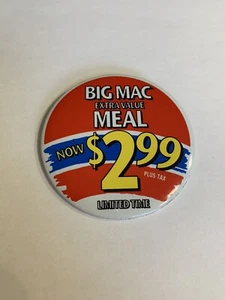 BIG MAC
EXTRA VALUE
MEAL
NOW $2.99
PLUS TAX
LIMITED TIME